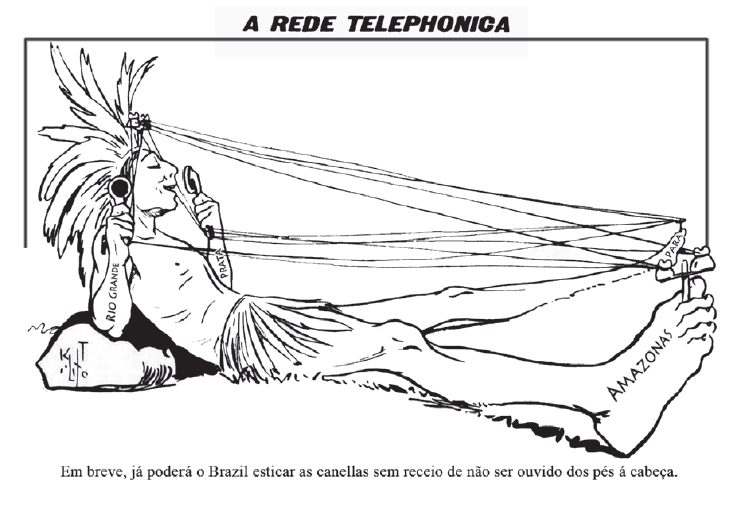 A REDE TELEPHONICA
RIO GRANDE
PRATA
PARÁ
AMAZONAS
Em breve, já poderá o Brazil esticar as canellas sem receio de não ser ouvido dos pés á cabeça.